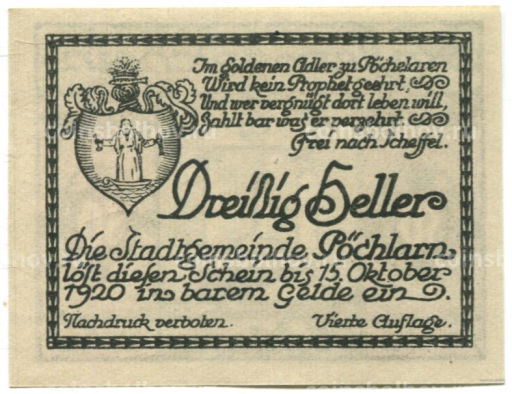 Im goldenen Adler zu Pöchelaren
Wird kein Prophet geehrt,
Und wer vergnügt dort leben will,
Zahlt bar was er verzehrt.
Frei nach Scheffel.
Dreißig Heller
Die Stadtgemeinde Pöchlarn
löst diesen Schein bis 15. Oktober
1920 in barem Gelde ein.
Nachdruck verboten. Vierte Auflage.